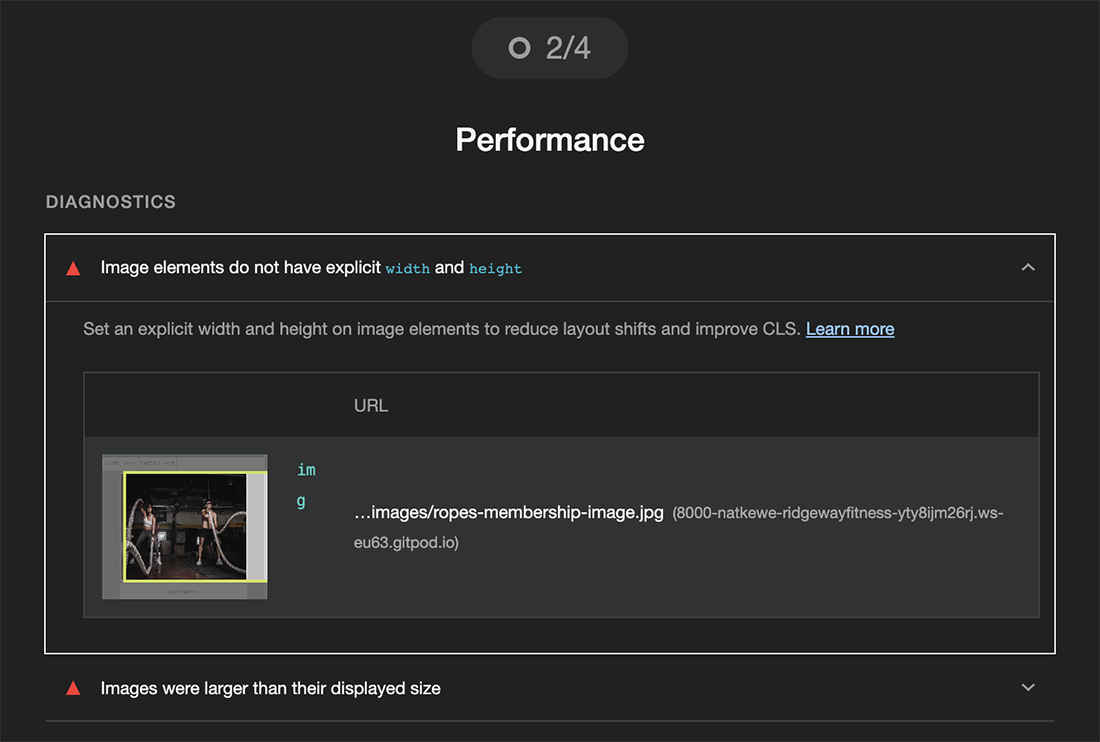 2/4
Performance
DIAGNOSTICS
Image elements do not have explicit width and height
Set an explicit width and height on image elements to reduce layout shifts and improve CLS. Learn more
URL
im
g
…images/ropes-membership-image.jpg (8000-natkewe-ridgewayfitness-yty8ijm26rj.ws-
eu63.gitpod.io)
Images were larger than their displayed size